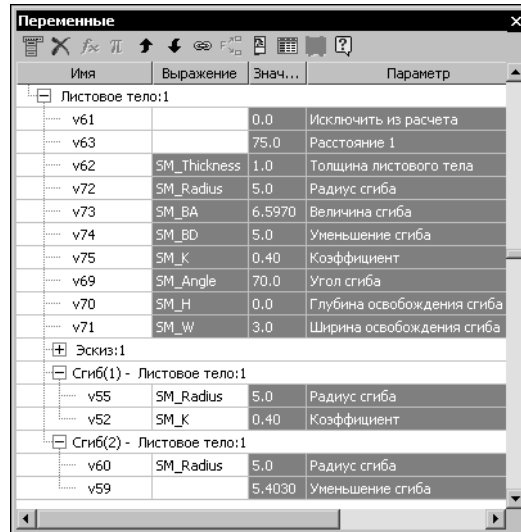 Переменные
Имя Выражение Знач... Параметр
Листовое тело:1
v61 0.0 Исключить из расчета
v63 75.0 Расстояние 1
v62 SM_Thickness 1.0 Толщина листового тела
v72 SM_Radius 5.0 Радиус сгиба
v73 SM_BA 6.5970 Величина сгиба
v74 SM_BD 5.0 Уменьшение сгиба
v75 SM_K 0.40 Коэффициент
v69 SM_Angle 70.0 Угол сгиба
v70 SM_H 0.0 Глубина освобождения сгиба
v71 SM_W 3.0 Ширина освобождения сгиба
Эскиз:1
Сгиб(1) - Листовое тело:1
v55 SM_Radius 5.0 Радиус сгиба
v52 SM_K 0.40 Коэффициент
Сгиб(2) - Листовое тело:1
v60 SM_Radius 5.0 Радиус сгиба
v59 5.4030 Уменьшение сгиба